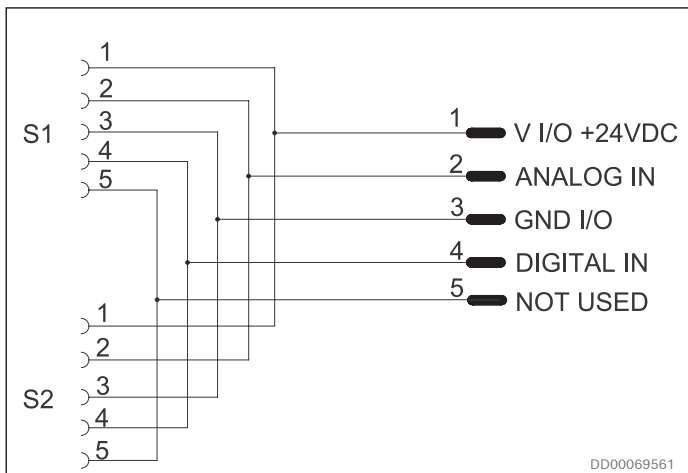 S1
1
2
3
4
5
S2
1
2
3
4
5
1 V I/O +24VDC
2 ANALOG IN
3 GND I/O
4 DIGITAL IN
5 NOT USED
DD00069561